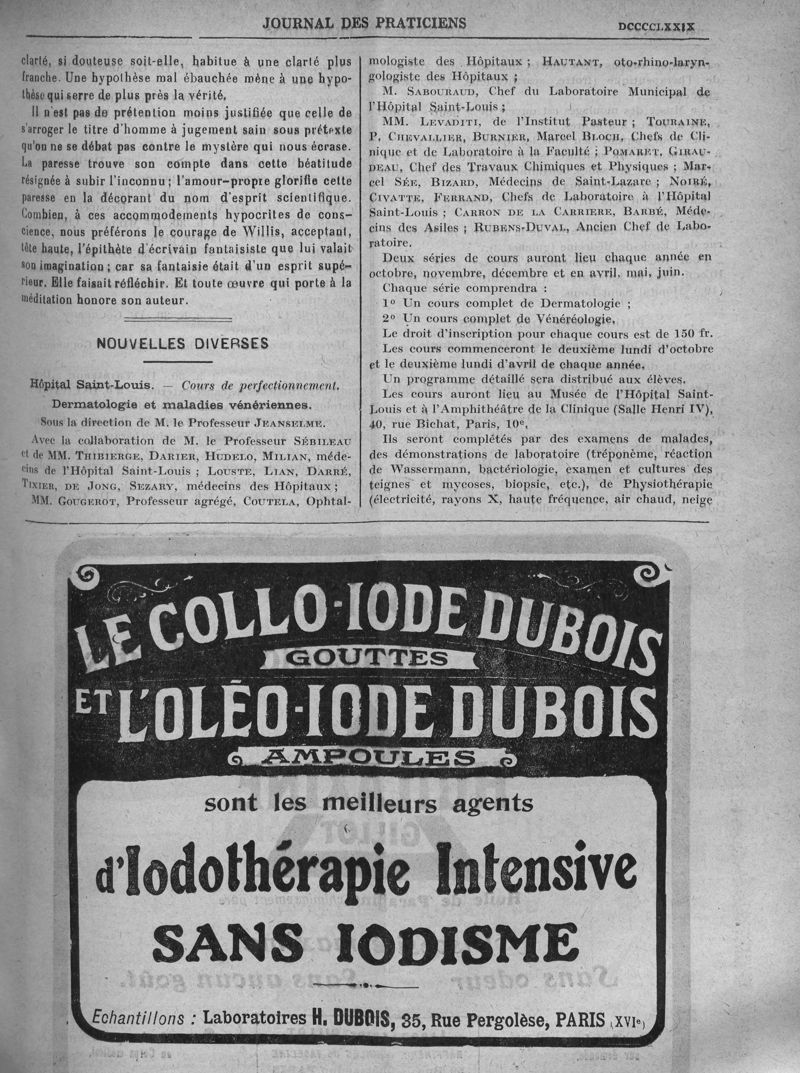 JOURNAL DES PRATICIENS
DCCCCLXXIX
clarté, si douteuse soit-elle, habitue à une clarté plus
franche. Une hypothèse mal ébauchée mène à une hypo-
thèse qui serre de plus près la vérité.
Il n'est pas de prétention moins justifiée que celle de
s'arroger le titre d'homme à jugement sain sous prétexte
qu'on ne se débat pas contre le mystère qui nous écrase.
La paresse trouve son compte dans cette béatitude
résignée à subir l'inconnu ; l'amour-propre glorifie cette
paresse en la décorant du nom d'esprit scientifique.
Combien, à ces accommodements hypocrites de cons-
cience, nous préférons le courage de Willis, acceptant,
tête haute, l'épithète d'écrivain fantaisiste que lui valait
son imagination ; car sa fantaisie était d'un esprit supé-
rieur. Elle faisait réfléchir. Et toute œuvre qui porte à la
méditation honore son auteur.
NOUVELLES DIVERSES
Hôpital Saint-Louis. — Cours de perfectionnement.
Dermatologie et maladies vénériennes.
Sous la direction de M. le Professeur JEANSELME.
Avec la collaboration de M. le Professeur SÉBILEAU
et de MM. THIBIERGE, DARIER, HUDELO, MILIAN, méde-
cins de l'Hôpital Saint-Louis ; LOUSTE, LIAN, DARRÉ,
TIXIER, DE JONG, SEZARY, médecins des Hôpitaux ;
MM. GOUGEROT, Professeur agrégé, COUTELA, Ophtal-
mologiste des Hôpitaux ; HAUTANT, oto-rhino-laryn-
gologiste des Hôpitaux ;
M. SABOURAUD, Chef du Laboratoire Municipal de
l'Hôpital Saint-Louis ;
MM. LEVADITI, de l'Institut Pasteur ; TOURAINE,
P. CHEVALLIER, BURNIER, Marcel BLOCH, Chefs de Cli-
nique et de Laboratoire à la Faculté ; POMARET, GIRAU-
DEAU, Chef des Travaux Chimiques et Physiques ; Mar-
cel SÉE, BIZARD, Médecins de Saint-Lazare ; NOIRÉ,
CIVATTE, FERRAND, Chefs de Laboratoire à l'Hôpital
Saint-Louis ; CARRON DE LA CARRIERE, BARBÉ, Méde-
cins des Asiles ; RUBENS-DUVAL, Ancien Chef de Labo-
ratoire.
Deux séries de cours auront lieu chaque année en
octobre, novembre, décembre et en avril, mai, juin.
Chaque série comprendra :
1º Un cours complet de Dermatologie ;
2º Un cours complet de Vénéréologie.
Le droit d'inscription pour chaque cours est de 150 fr.
Les cours commenceront le deuxième lundi d'octobre
et le deuxième lundi d'avril de chaque année.
Un programme détaillé sera distribué aux élèves.
Les cours auront lieu au Musée de l'Hôpital Saint-
Louis et à l'Amphithéâtre de la Clinique (Salle Henri IV),
40, rue Bichat, Paris, 10e.
Ils seront complétés par des examens de malades,
des démonstrations de laboratoire (tréponème, réaction
de Wassermann, bactériologie, examen et cultures des
teignes et mycoses, biopsie, etc.), de Physiothérapie
(électricité, rayons X, haute fréquence, air chaud, neige
LE COLLO-IODE DUBOIS
GOUTTES
ET L'OLÉO-IODE DUBOIS
AMPOULES
sont les meilleurs agents
d'Iodothérapie Intensive
SANS IODISME
Echantillons : Laboratoires H. DUBOIS, 35, Rue Pergolèse, PARIS (XVIe)